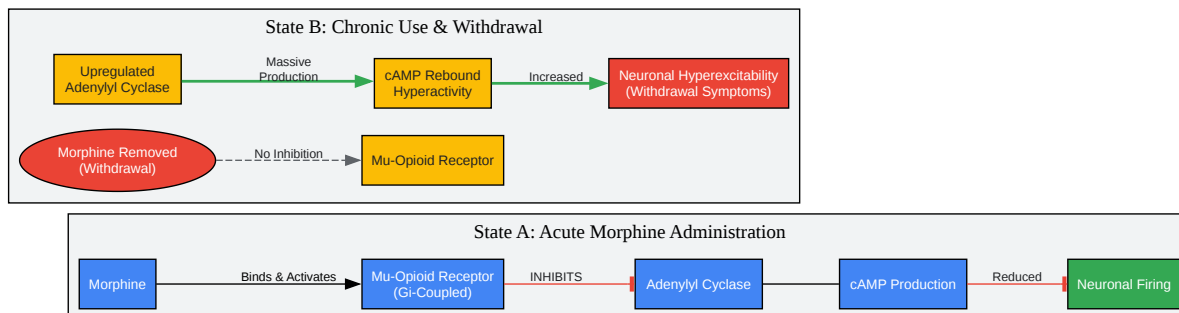 State B: Chronic Use & Withdrawal
Upregulated
Adenylyl Cyclase
Massive
Production
cAMP Rebound
Hyperactivity
Increased
Neuronal Hyperexcitability
(Withdrawal Symptoms)
Morphine Removed
(Withdrawal)
No Inhibition
Mu-Opioid Receptor
State A: Acute Morphine Administration
Morphine
Binds & Activates
Mu-Opioid Receptor
(Gi-Coupled)
INHIBITS
Adenylyl Cyclase
cAMP Production
Reduced
Neuronal Firing